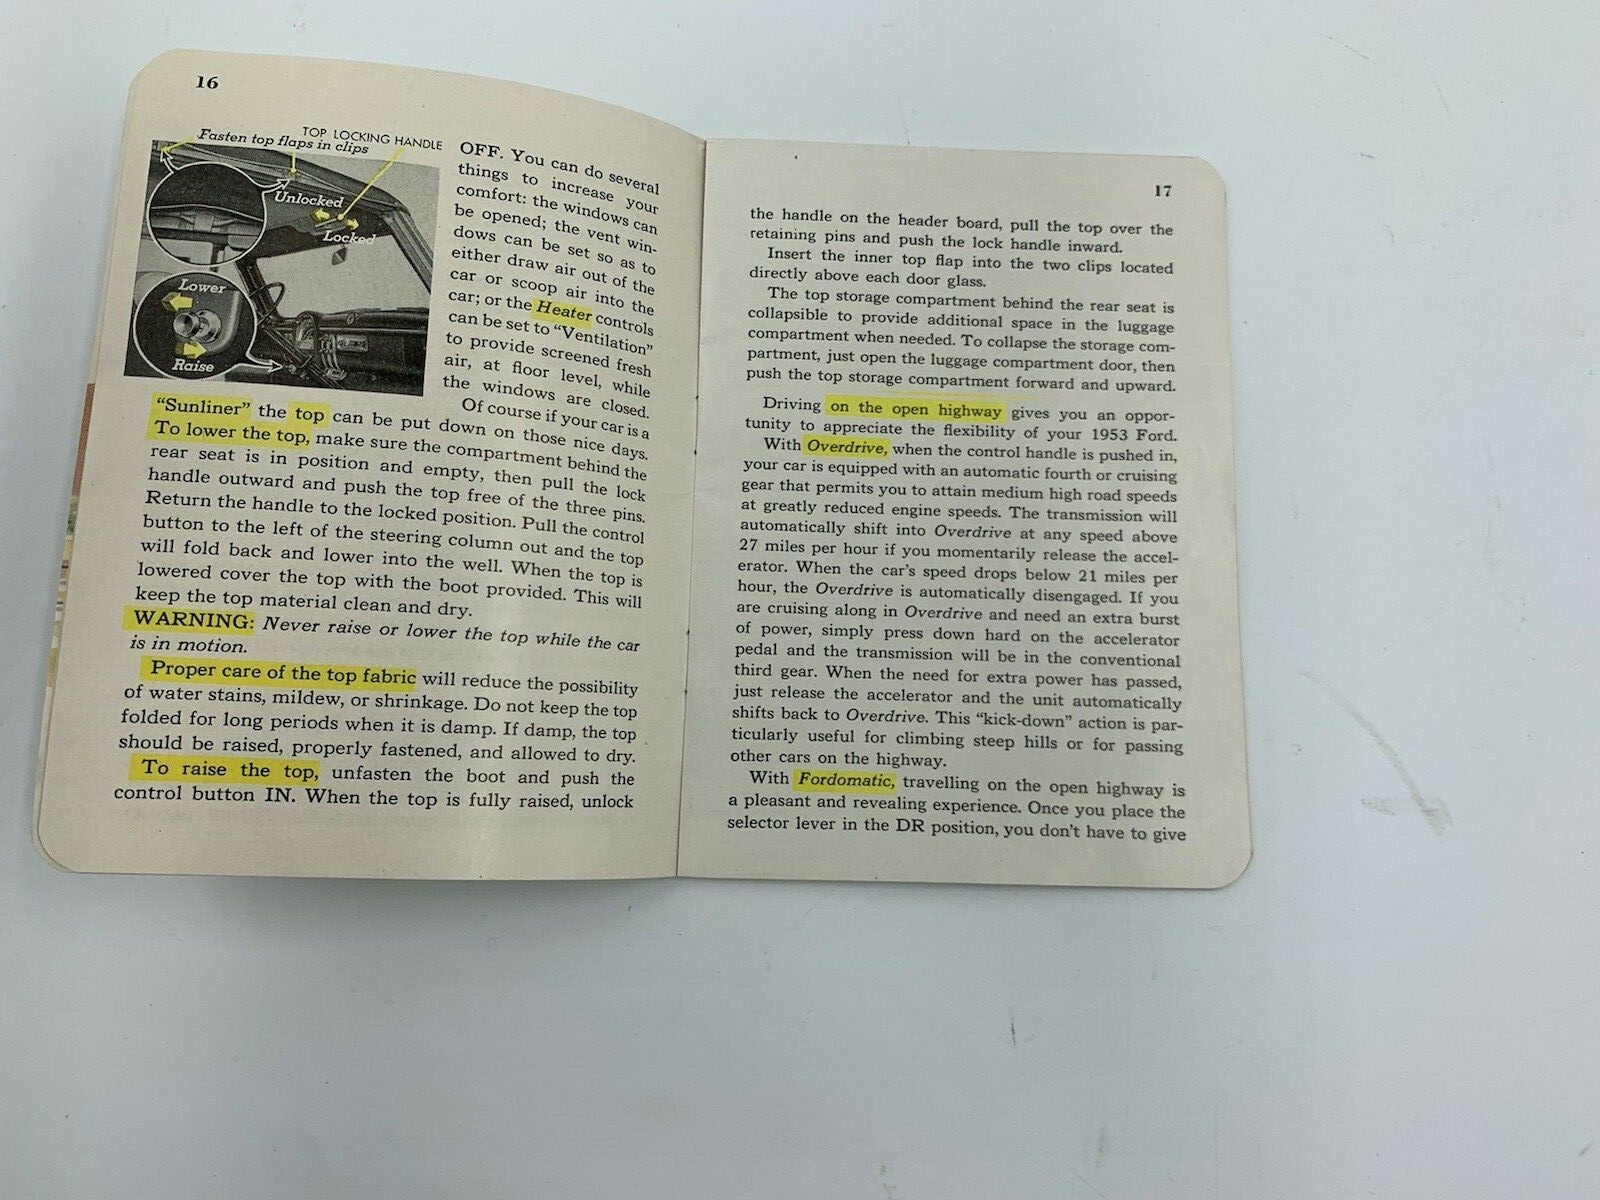 16
TOP LOCKING HANDLE
Fasten top flaps in clips
Unlocked
Locked
Lower
Raise
OFF. You can do several
things to increase your
comfort: the windows can
be opened; the vent win-
dows can be set so as to
either draw air out of the
car or scoop air into the
car; or the Heater controls
can be set to “Ventilation”
to provide screened fresh
air, at floor level, while
the windows are closed.
Of course if your car is a
“Sunliner” the top can be put down on those nice days.
To lower the top, make sure the compartment behind the
rear seat is in position and empty, then pull the lock
handle outward and push the top free of the three pins.
Return the handle to the locked position. Pull the control
button to the left of the steering column out and the top
will fold back and lower into the well. When the top is
lowered cover the top with the boot provided. This will
keep the top material clean and dry.
WARNING: Never raise or lower the top while the car
is in motion.
Proper care of the top fabric will reduce the possibility
of water stains, mildew, or shrinkage. Do not keep the top
folded for long periods when it is damp. If damp, the top
should be raised, properly fastened, and allowed to dry.
To raise the top, unfasten the boot and push the
control button IN. When the top is fully raised, unlock
17
the handle on the header board, pull the top over the
retaining pins and push the lock handle inward.
Insert the inner top flap into the two clips located
directly above each door glass.
The top storage compartment behind the rear seat is
collapsible to provide additional space in the luggage
compartment when needed. To collapse the storage com-
partment, just open the luggage compartment door, then
push the top storage compartment forward and upward.
Driving on the open highway gives you an oppor-
tunity to appreciate the flexibility of your 1953 Ford.
With Overdrive, when the control handle is pushed in,
your car is equipped with an automatic fourth or cruising
gear that permits you to attain medium high road speeds
at greatly reduced engine speeds. The transmission will
automatically shift into Overdrive at any speed above
27 miles per hour if you momentarily release the accel-
erator. When the car's speed drops below 21 miles per
hour, the Overdrive is automatically disengaged. If you
are cruising along in Overdrive and need an extra burst
of power, simply press down hard on the accelerator
pedal and the transmission will be in the conventional
third gear. When the need for extra power has passed,
just release the accelerator and the unit automatically
shifts back to Overdrive. This “kick-down” action is par-
ticularly useful for climbing steep hills or for passing
other cars on the highway.
With Fordomatic, travelling on the open highway is
a pleasant and revealing experience. Once you place the
selector lever in the DR position, you don't have to give